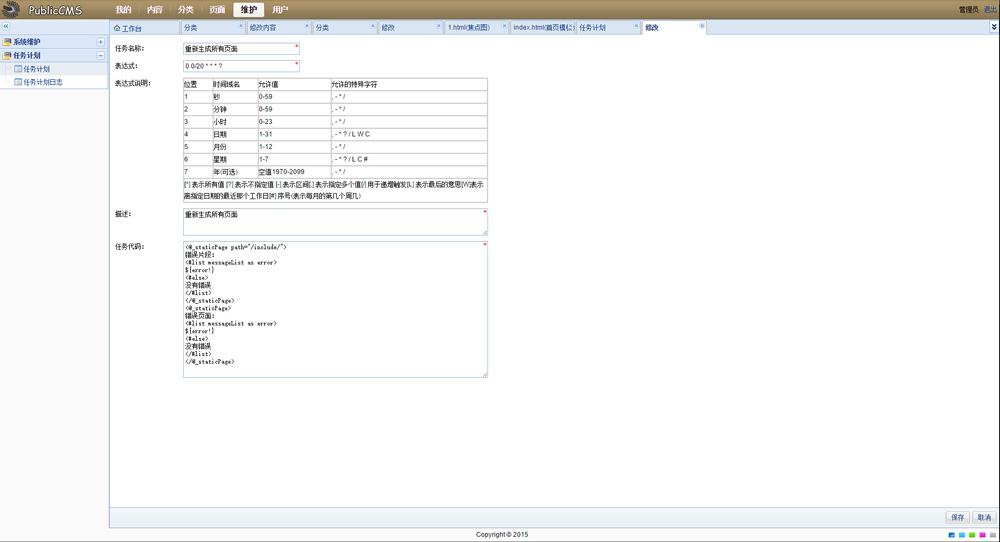 PublicCMS 我的 内容 分类 页面 维护 用户 管理员 退出
系统维护
任务计划
任务计划
任务计划日志
工作台 分类 修改内容 分类 修改 1.html(焦点图) index.html(首页模板) 任务计划 修改
任务名称: 重新生成所有页面 *
表达式: 0 0/20 * * * ? *
表达式说明:
位置 时间域名 允许值 允许的特殊字符
1 秒 0-59 , - * /
2 分钟 0-59 , - * /
3 小时 0-23 , - * /
4 日期 1-31 , - * ? / L W C
5 月份 1-12 , - * /
6 星期 1-7 , - * ? / L C #
7 年(可选) 空值1970-2099 , - * /
[*]表示所有值 [?]表示不指定值 [-]表示区间[,]表示指定多个值[/]用于递增触发[L]表示最后的意思[W]表示
离指定日期的最近那个工作日[#]序号(表示每月的第几个周几)
描述: 重新生成所有页面 *
任务代码: *
<@_staticPage path="/include/">
错误片段:
<#list messageList as error>
${error!}
<#else>
没有错误
</#list>
</@_staticPage>
<@_staticPage>
错误页面:
<#list messageList as error>
${error!}
<#else>
没有错误
</#list>
</@_staticPage>
保存 取消
Copyright © 2015